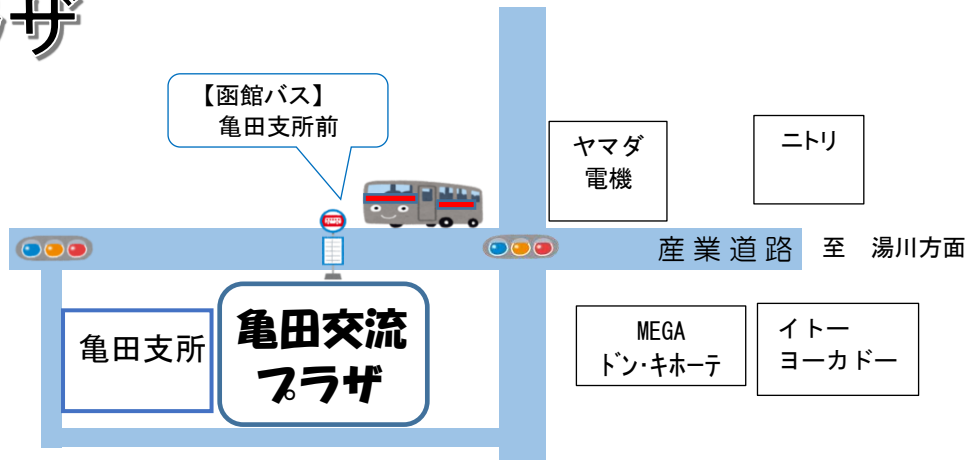 ザ
【函館バス】
亀田支所前
ヤマダ
電機
ニトリ
産業道路 至 湯川方面
亀田支所
亀田交流
プラザ
MEGA
ドン・キホーテ
イトー
ヨーカドー